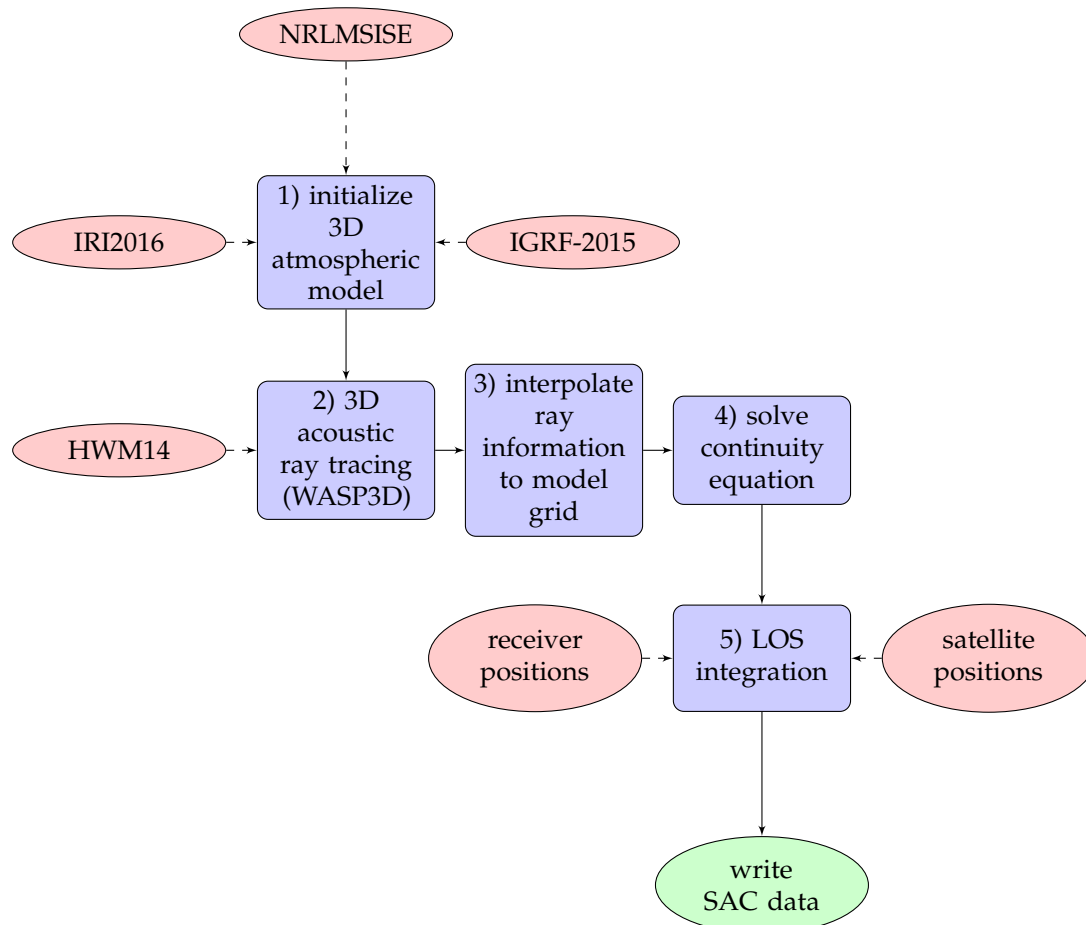 NRLMSISE
1) initialize
3D
atmospheric
model
IRI2016
IGRF-2015
2) 3D
acoustic
ray tracing
(WASP3D)
HWM14
3) interpolate
ray
information
to model
grid
4) solve
continuity
equation
receiver
positions
5) LOS
integration
satellite
positions
write
SAC data